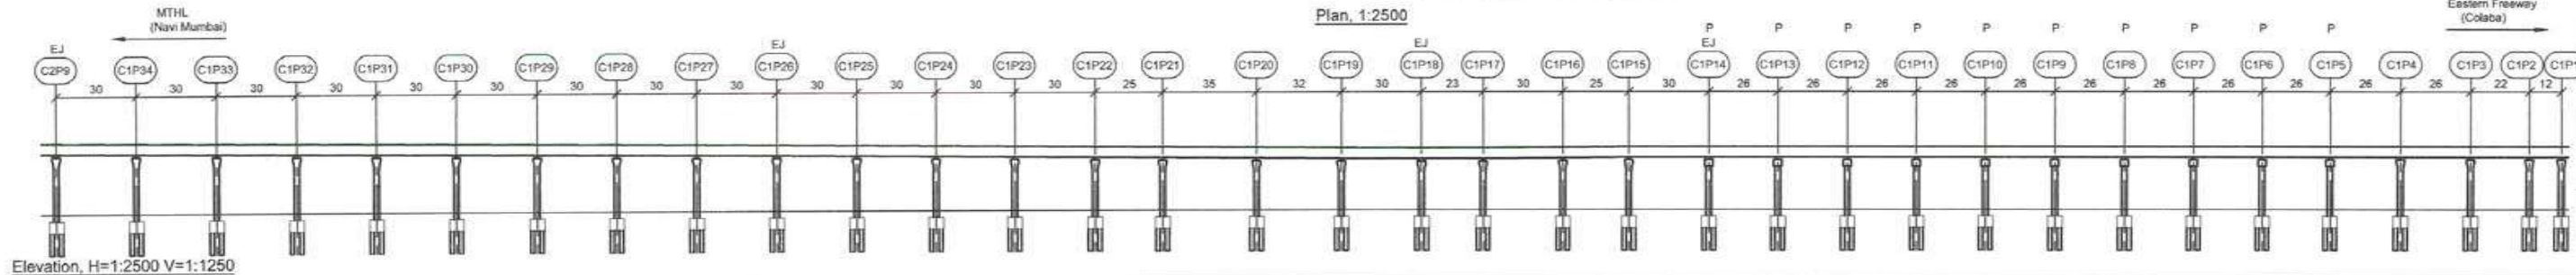 Plan, 1:2500
MTHL
(Navi Mumbai)
Eastern Freeway
(Colaba)
P P P P P P P P P P
EJ EJ EJ EJ
C2P9 C1P34 C1P33 C1P32 C1P31 C1P30 C1P29 C1P28 C1P27 C1P26 C1P25 C1P24 C1P23 C1P22 C1P21 C1P20 C1P19 C1P18 C1P17 C1P16 C1P15 C1P14 C1P13 C1P12 C1P11 C1P10 C1P9 C1P8 C1P7 C1P6 C1P5 C1P4 C1P3 C1P2 C1P1
30 30 30 30 30 30 30 30 30 30 30 30 30 25 35 32 30 23 30 25 30 26 26 26 26 26 26 26 26 26 26 26 22 12
Elevation, H=1:2500 V=1:1250